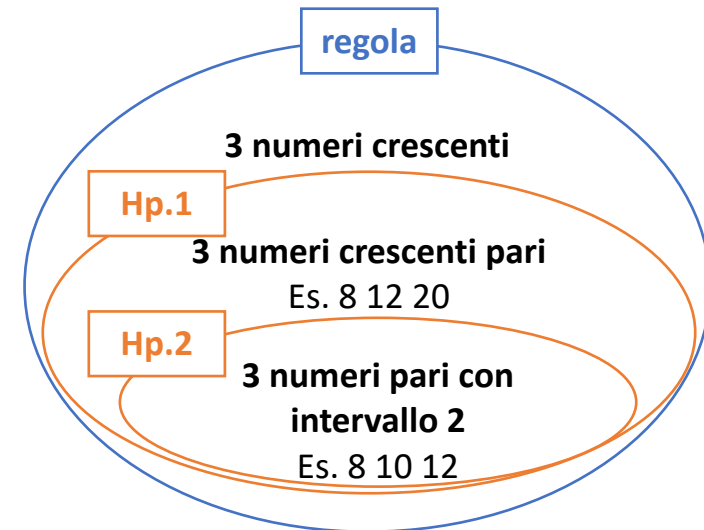 regola
3 numeri crescenti
Hp.1
3 numeri crescenti pari
Es. 8 12 20
Hp.2
3 numeri pari con
intervallo 2
Es. 8 10 12